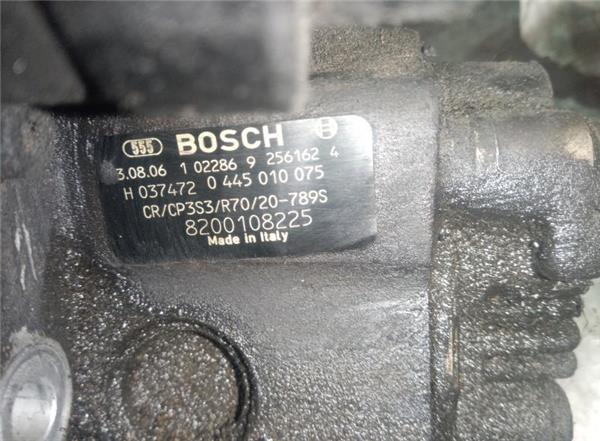 555 BOSCH
3.08.06 1 02286 9 256162 4
H 037472 0 445 010 075
CR/CP3S3/R70/20-789S
8200108225
Made in Italy